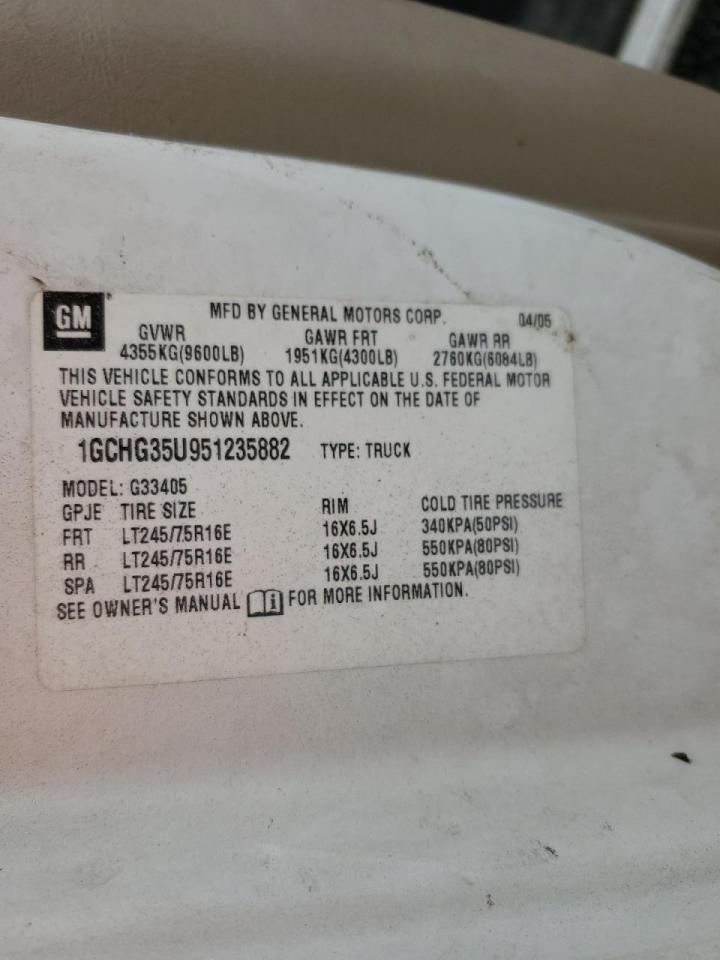 GM® MFD BY GENERAL MOTORS CORP. 04/05
GVWR GAWR FRT GAWR RR
4355KG(9600LB) 1951KG(4300LB) 2760KG(6084LB)
THIS VEHICLE CONFORMS TO ALL APPLICABLE U.S. FEDERAL MOTOR
VEHICLE SAFETY STANDARDS IN EFFECT ON THE DATE OF
MANUFACTURE SHOWN ABOVE.
1GCHG35U951235882 TYPE: TRUCK
MODEL: G33405
GPJE TIRE SIZE RIM COLD TIRE PRESSURE
FRT LT245/75R16E 16X6.5J 340KPA(50PSI)
RR LT245/75R16E 16X6.5J 550KPA(80PSI)
SPA LT245/75R16E 16X6.5J 550KPA(80PSI)
SEE OWNER'S MANUAL i FOR MORE INFORMATION.